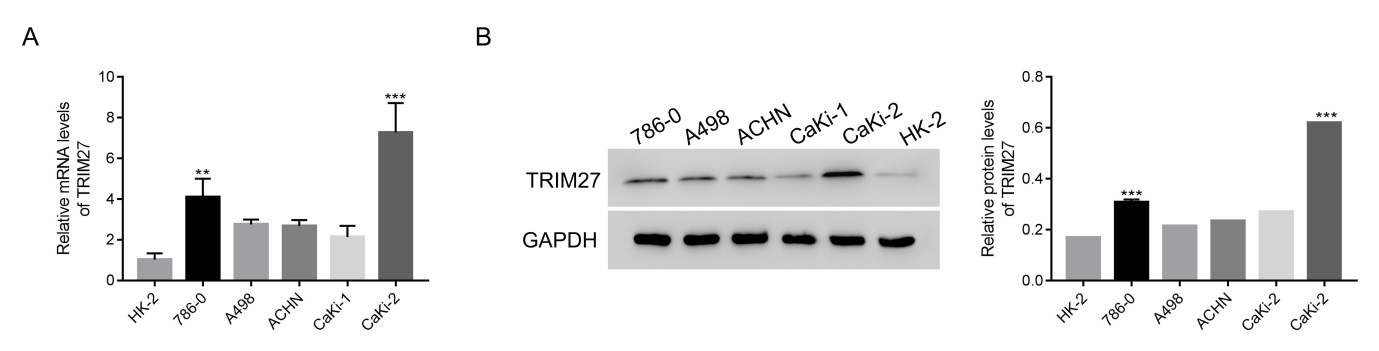 A
B
Relative mRNA levels
of TRIM27
10
8
6
4
2
0
**
***
HK-2
786-0
A498
ACHN
CaKi-1
CaKi-2
786-0
A498
ACHN
CaKi-1
CaKi-2
HK-2
TRIM27
GAPDH
Relative protein levels
of TRIM27
0.8
0.6
0.4
0.2
0.0
***
***
HK-2
786-0
A498
ACHN
CaKi-2
CaKi-2